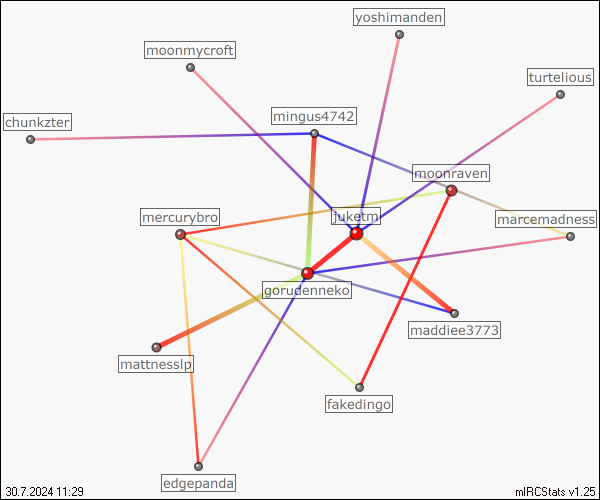 yoshimanden
moonmycroft
turtelious
mingus4742
chunkzter
moonraven
mercurybro
juketm
marcemadness
gorudenneko
maddiee3773
mattnesslp
fakedingo
edgepanda
30.7.2024 11:29
mIRCStats v1.25